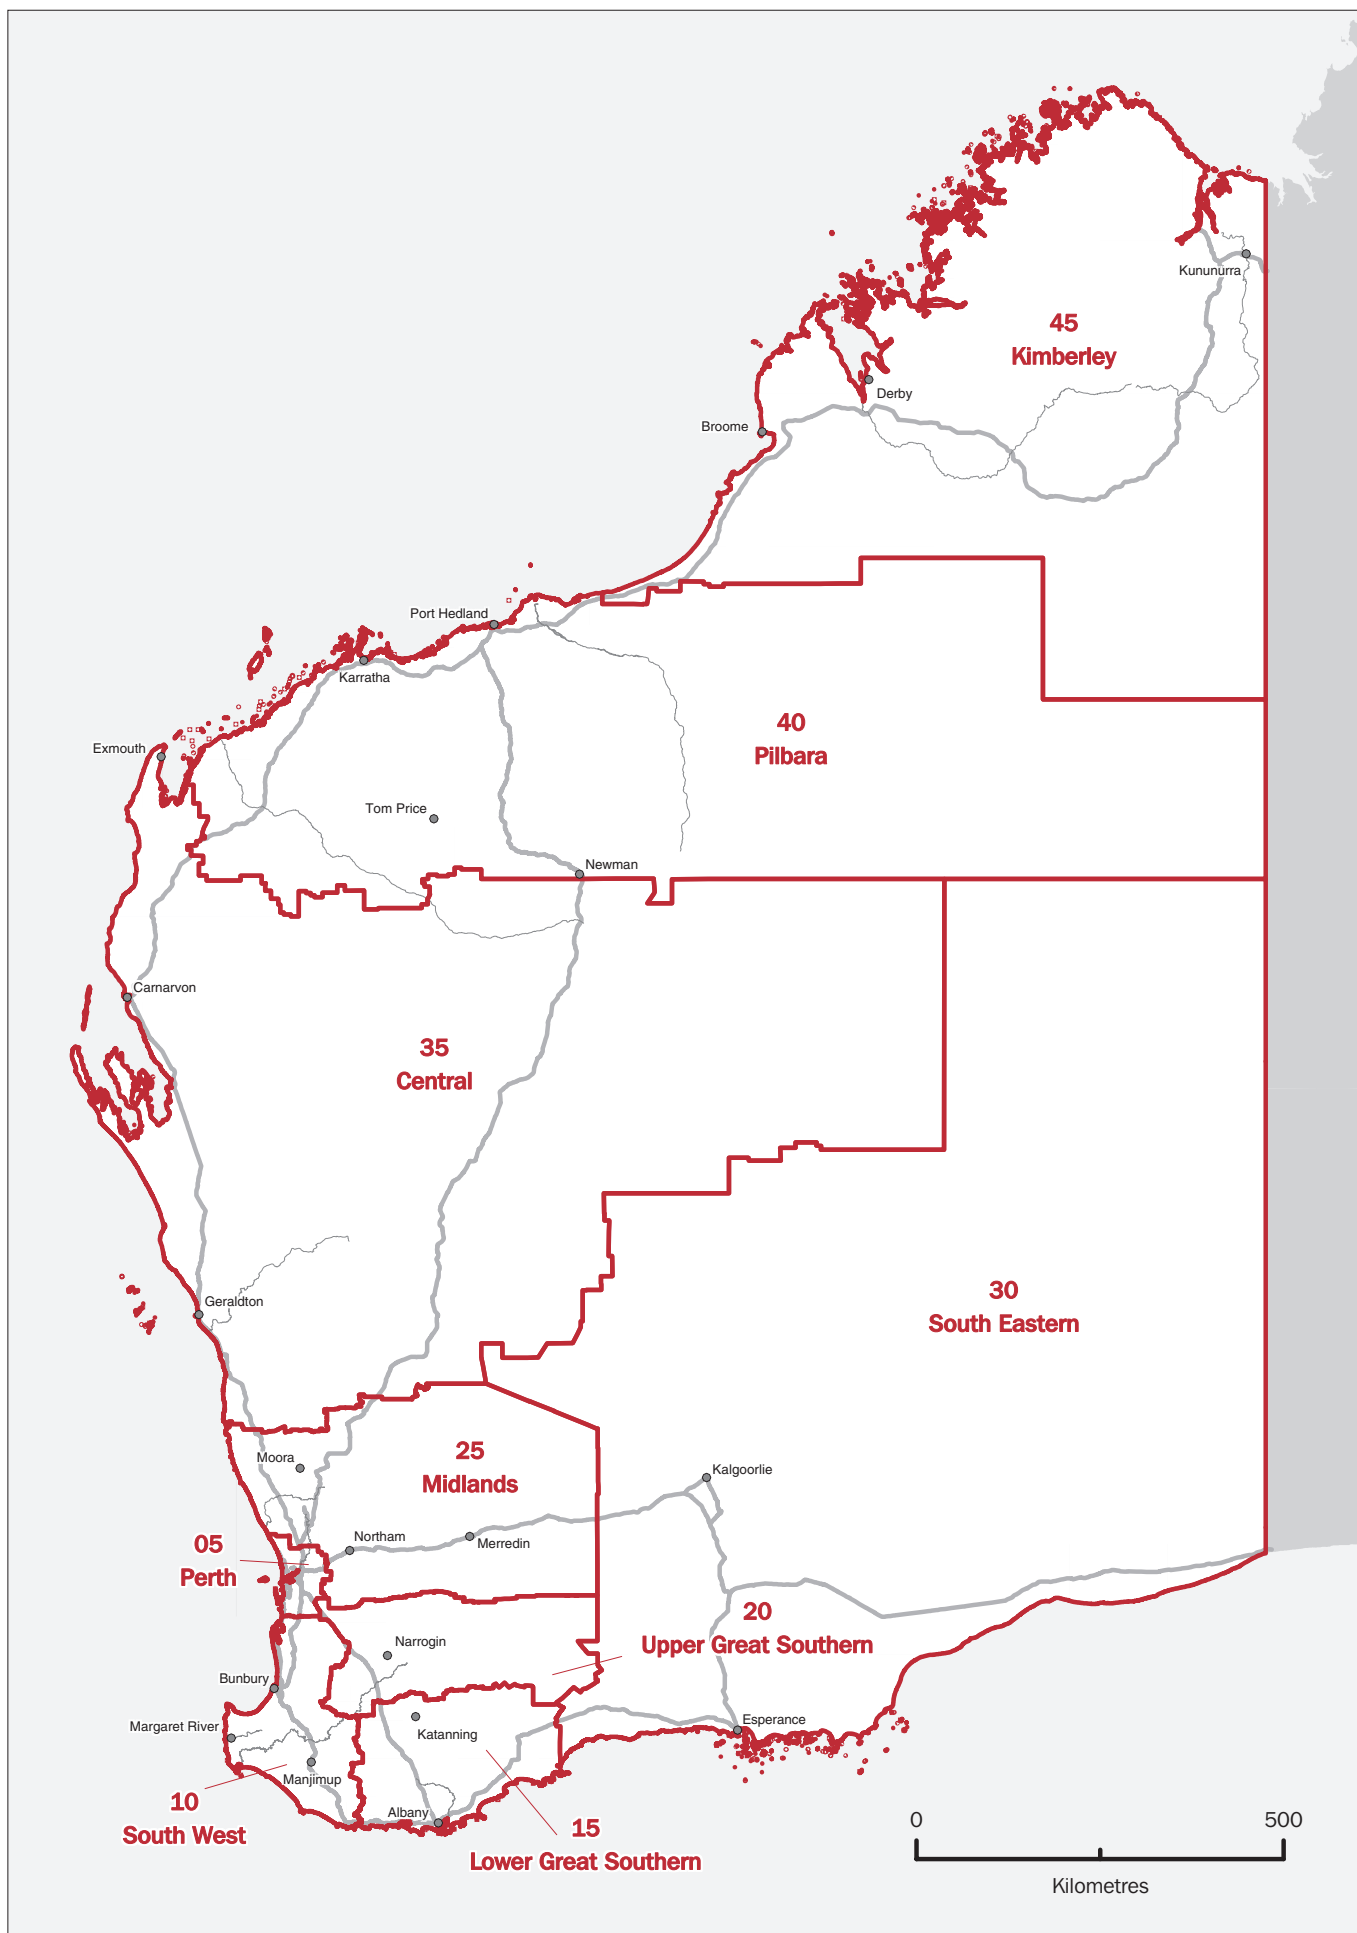 Kununurra
45
Kimberley
Derby
Broome
Port Hedland
Karratha
40
Pilbara
Exmouth
Tom Price
Newman
Carnarvon
35
Central
30
South Eastern
Geraldton
25
Midlands
Moora
Kalgoorlie
05
Perth
Northam
Merredin
20
Upper Great Southern
Narrogin
Bunbury
Margaret River
Katanning
Esperance
Manjimup
10
South West
Albany
15
Lower Great Southern
0 500
Kilometres